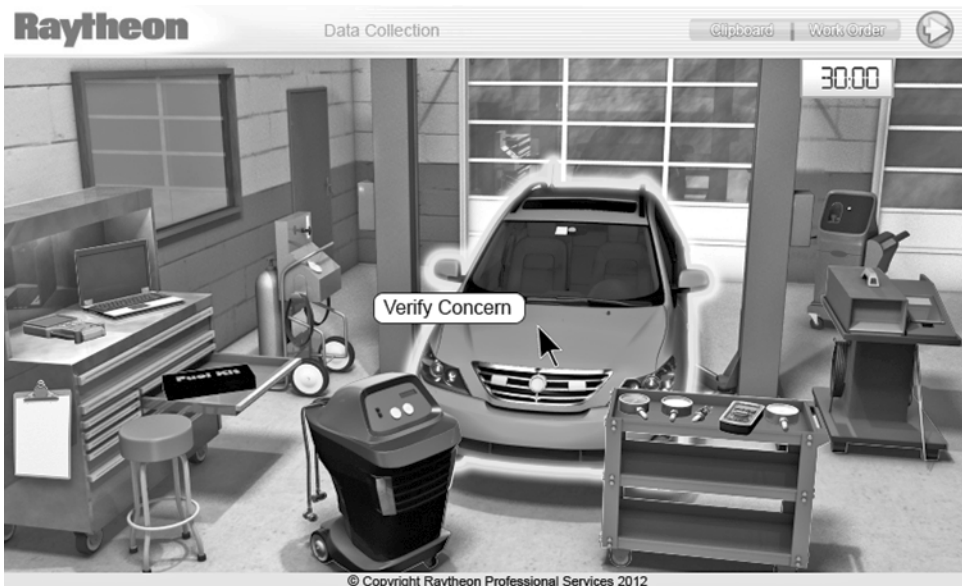 Raytheon
Data Collection
Clipboard | Work Order
30:00
Verify Concern
Fuel Kit
© Copyright Raytheon Professional Services 2012